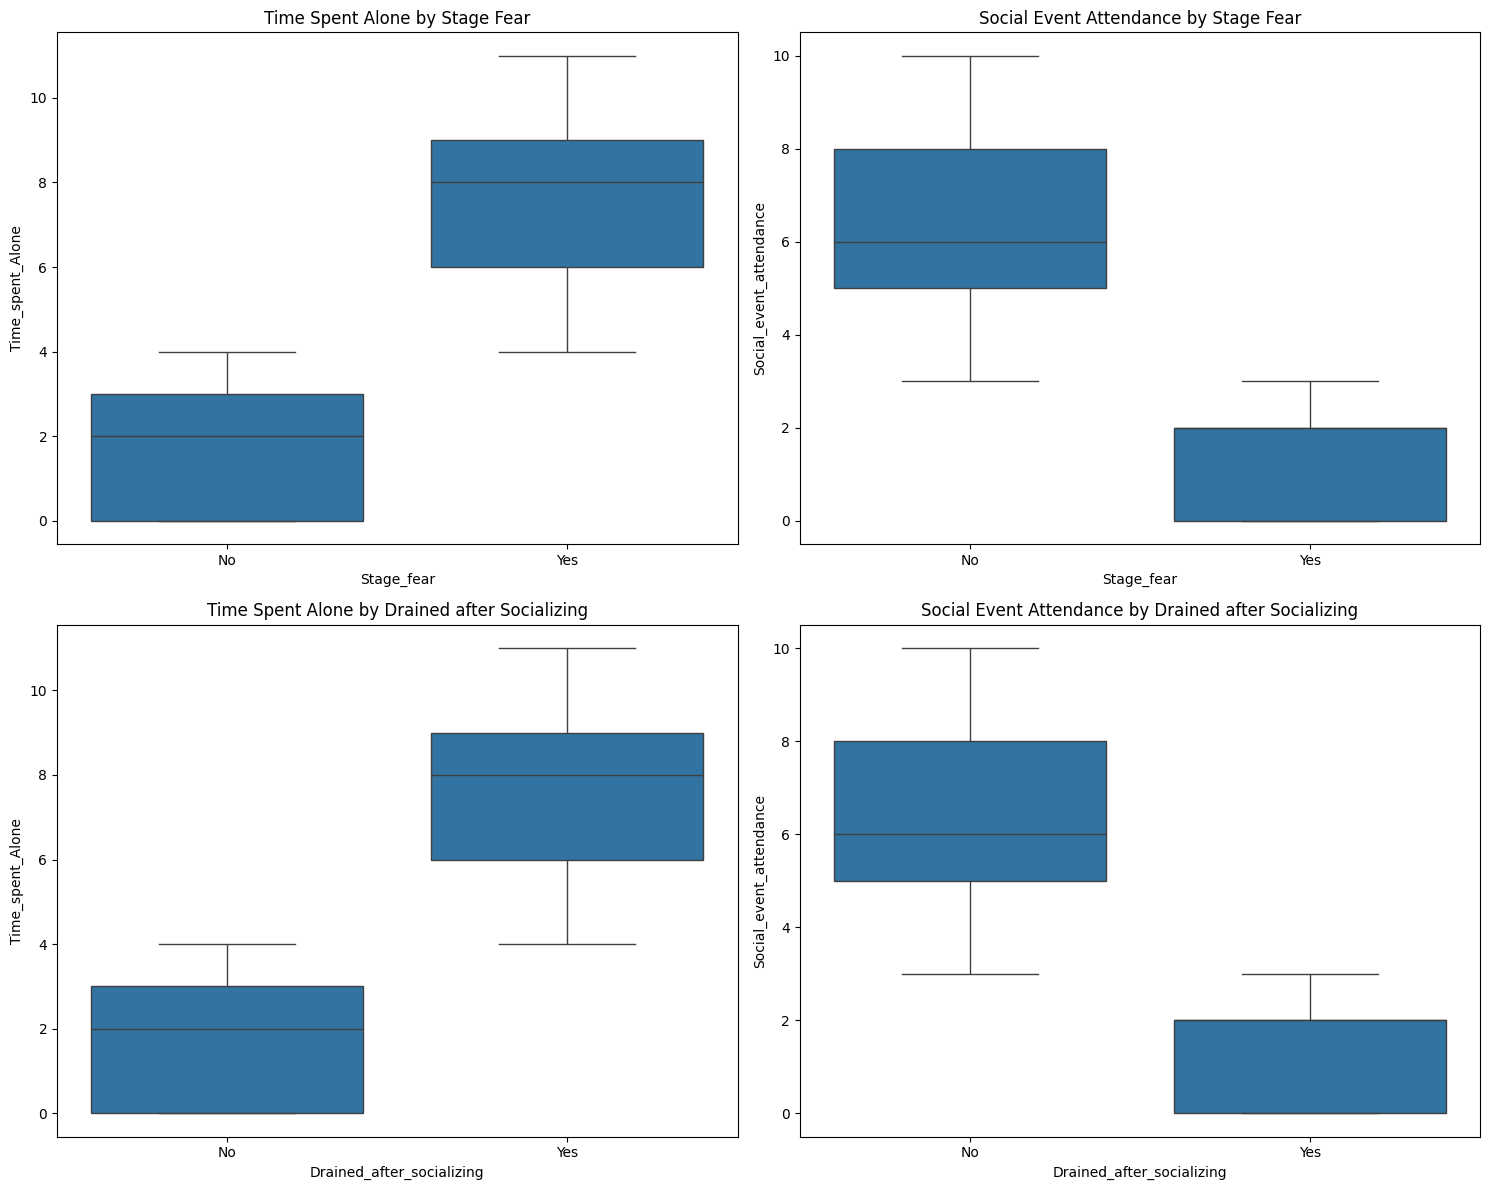 Time Spent Alone by Stage Fear
Time_spent_Alone
10
8
6
4
2
0
No
Yes
Stage_fear
Social Event Attendance by Stage Fear
Social_event_attendance
10
8
6
4
2
0
No
Yes
Stage_fear
Time Spent Alone by Drained after Socializing
Time_spent_Alone
10
8
6
4
2
0
No
Yes
Drained_after_socializing
Social Event Attendance by Drained after Socializing
Social_event_attendance
10
8
6
4
2
0
No
Yes
Drained_after_socializing